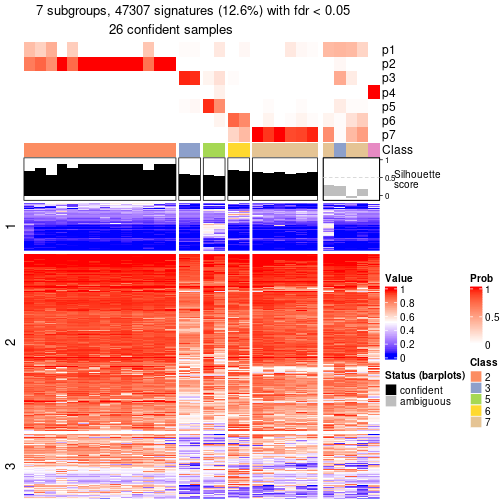 7 subgroups, 47307 signatures (12.6%) with fdr < 0.05
26 confident samples
p1
p2
p3
p4
p5
p6
p7
Class
1
0.5
0
Silhouette
score
1
2
3
Value
1
0.8
0.6
0.4
0.2
0
Status (barplots)
confident
ambiguous
Prob
1
0.5
0
Class
2
5
6
7